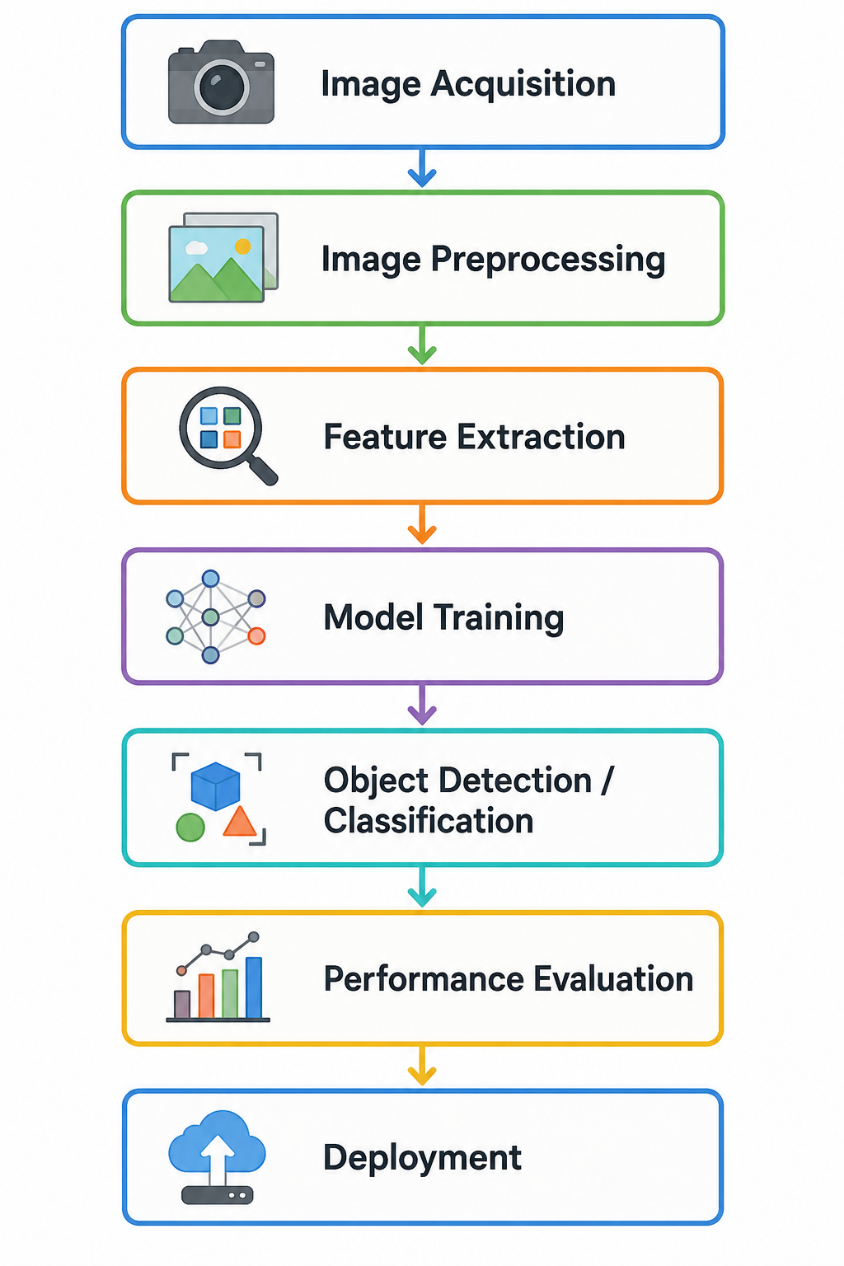 Image Acquisition
Image Preprocessing
Feature Extraction
Model Training
Object Detection /
Classification
Performance Evaluation
Deployment